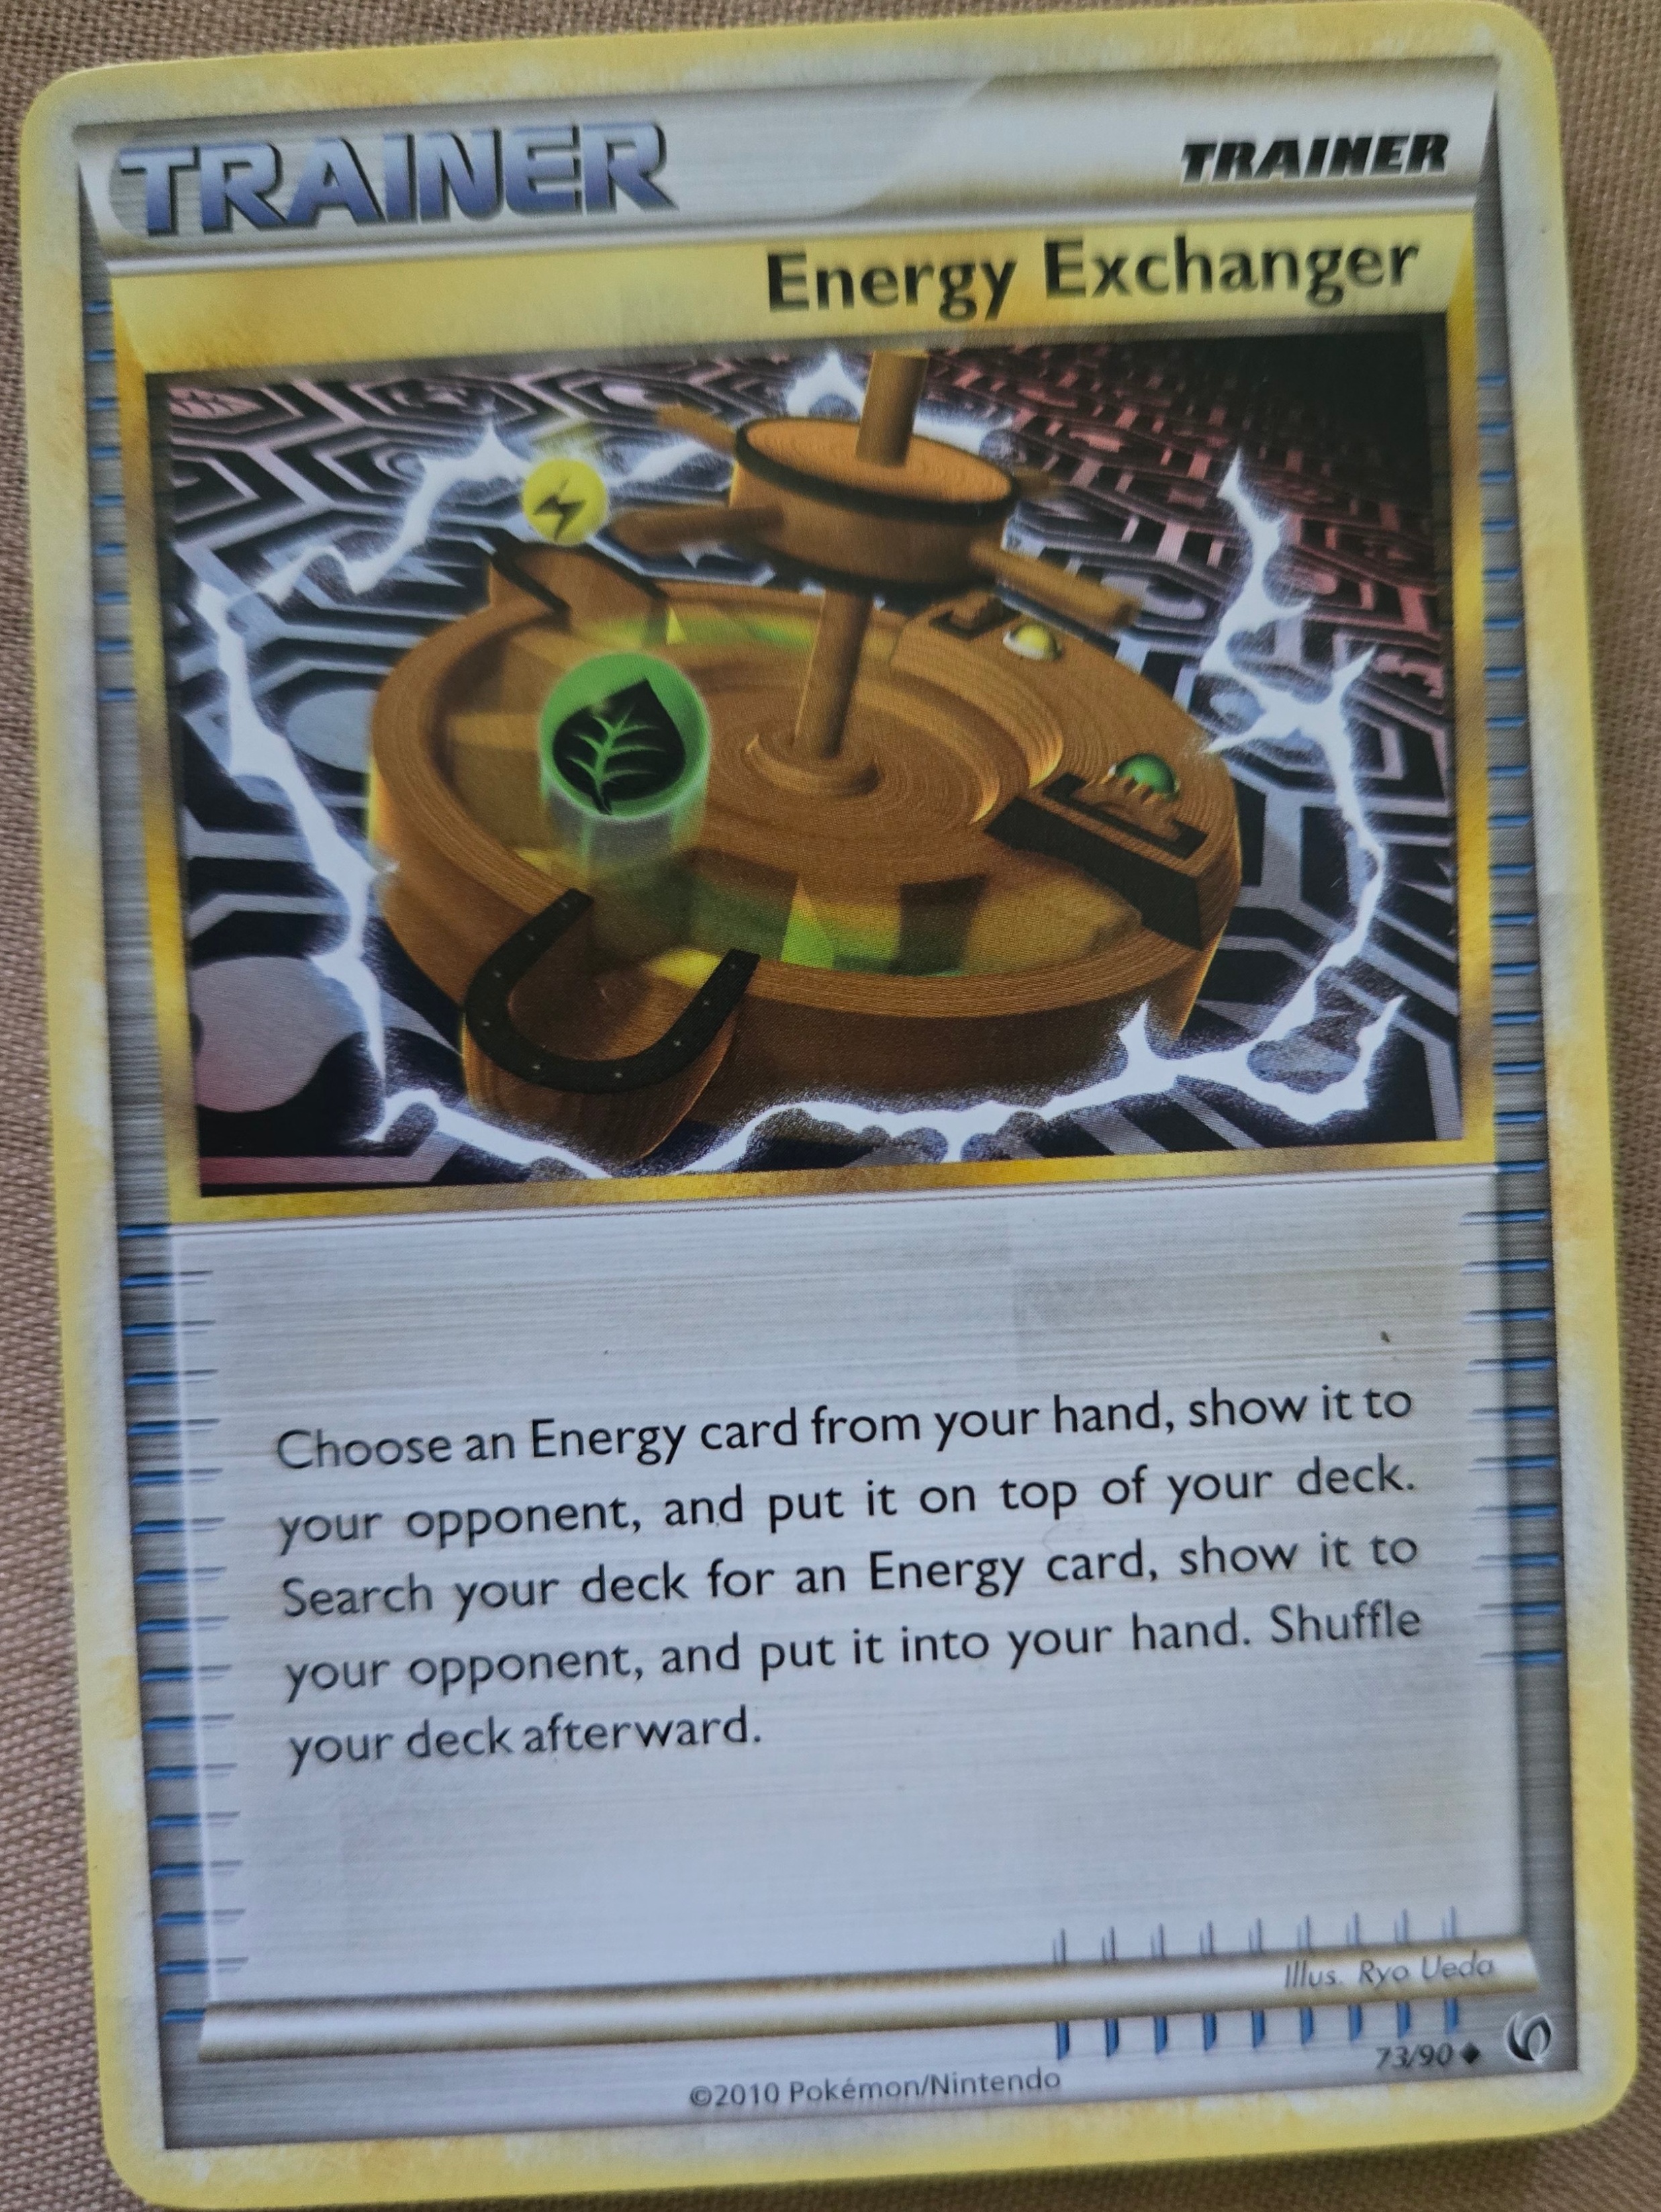 TRAINER TRAINER
Energy Exchanger
Choose an Energy card from your hand, show it to
your opponent, and put it on top of your deck.
Search your deck for an Energy card, show it to
your opponent, and put it into your hand. Shuffle
your deck afterward.
Illus. Ryo Ueda
73/90
©2010 Pokémon/Nintendo